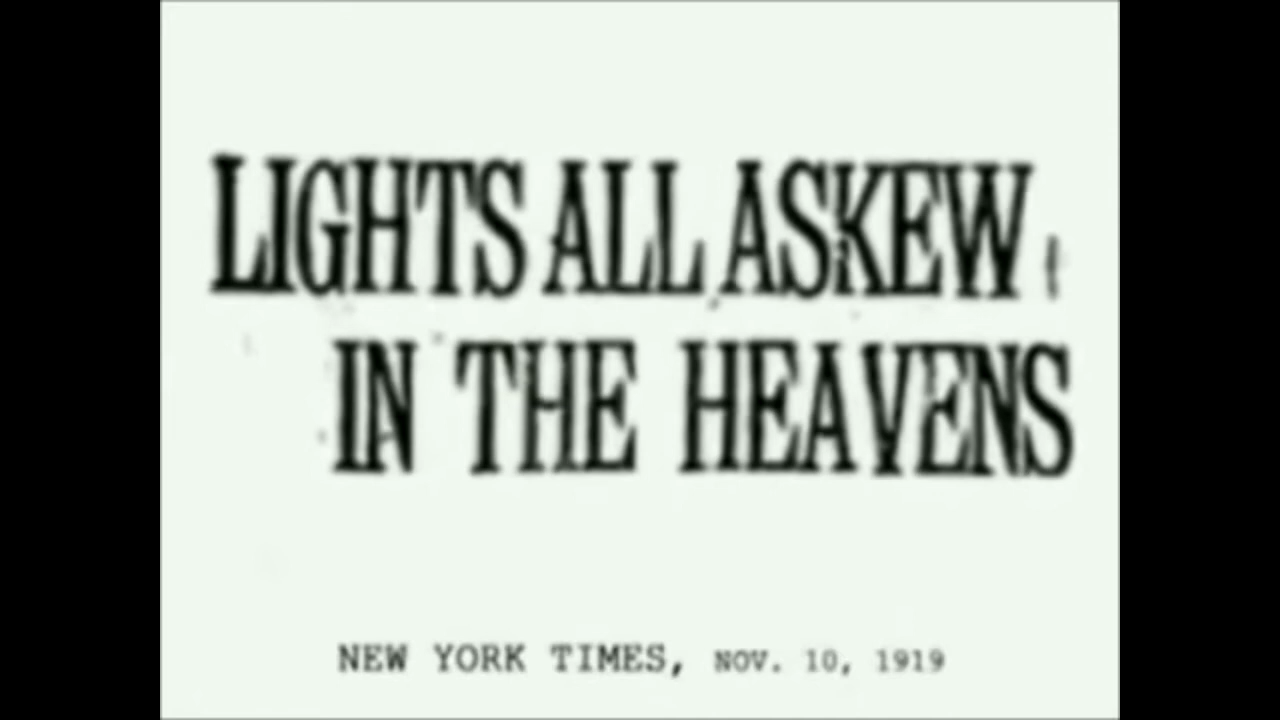 LIGHTS ALL ASKEW
IN THE HEAVENS
NEW YORK TIMES, NOV. 10, 1919